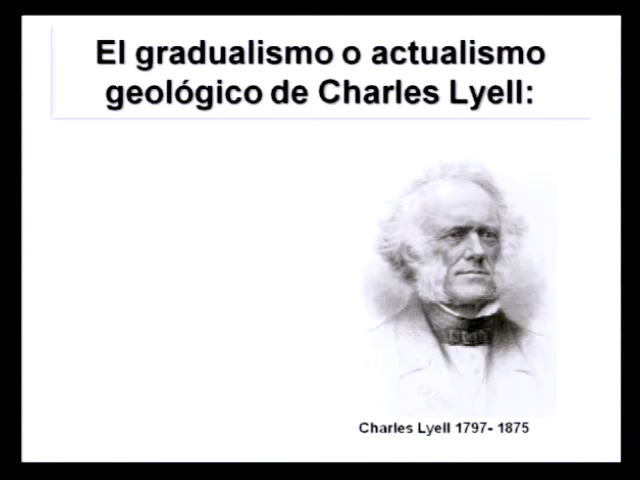 El gradualismo o actualismo
geológico de Charles Lyell:
Charles Lyell 1797- 1875